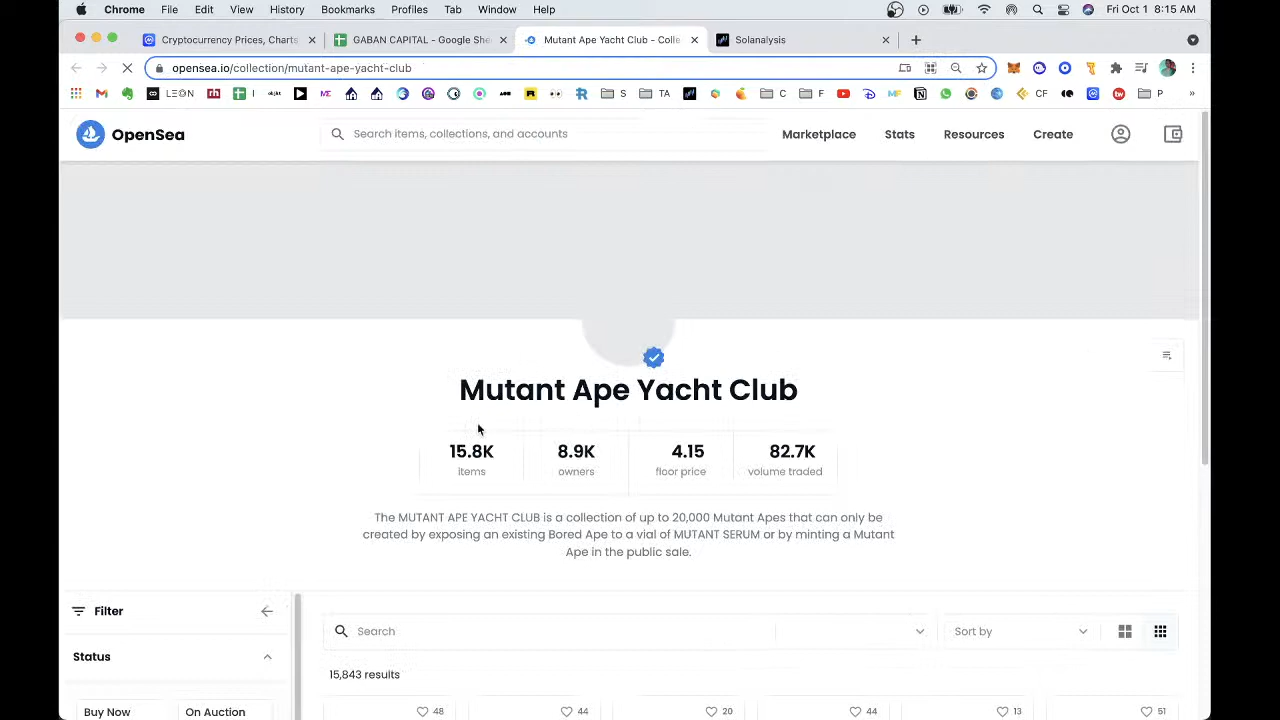 Chrome File Edit View History Bookmarks Profiles Tab Window Help Fri Oct 1 8:15 AM
Cryptocurrency Prices, Charts GABAN CAPITAL - Google She Mutant Ape Yacht Club - Colle Solanalysis
opensea.io/collection/mutant-ape-yacht-club
I S TA C F CF P »
OpenSea Search items, collections, and accounts Marketplace Stats Resources Create
Mutant Ape Yacht Club
15.8K 8.9K 4.15 82.7K
items owners floor price volume traded
The MUTANT APE YACHT CLUB is a collection of up to 20,000 Mutant Apes that can only be
created by exposing an existing Bored Ape to a vial of MUTANT SERUM or by minting a Mutant
Ape in the public sale.
Filter
Search Sort by
Status
15,843 results
Buy Now On Auction 48 44 20 44 13 51